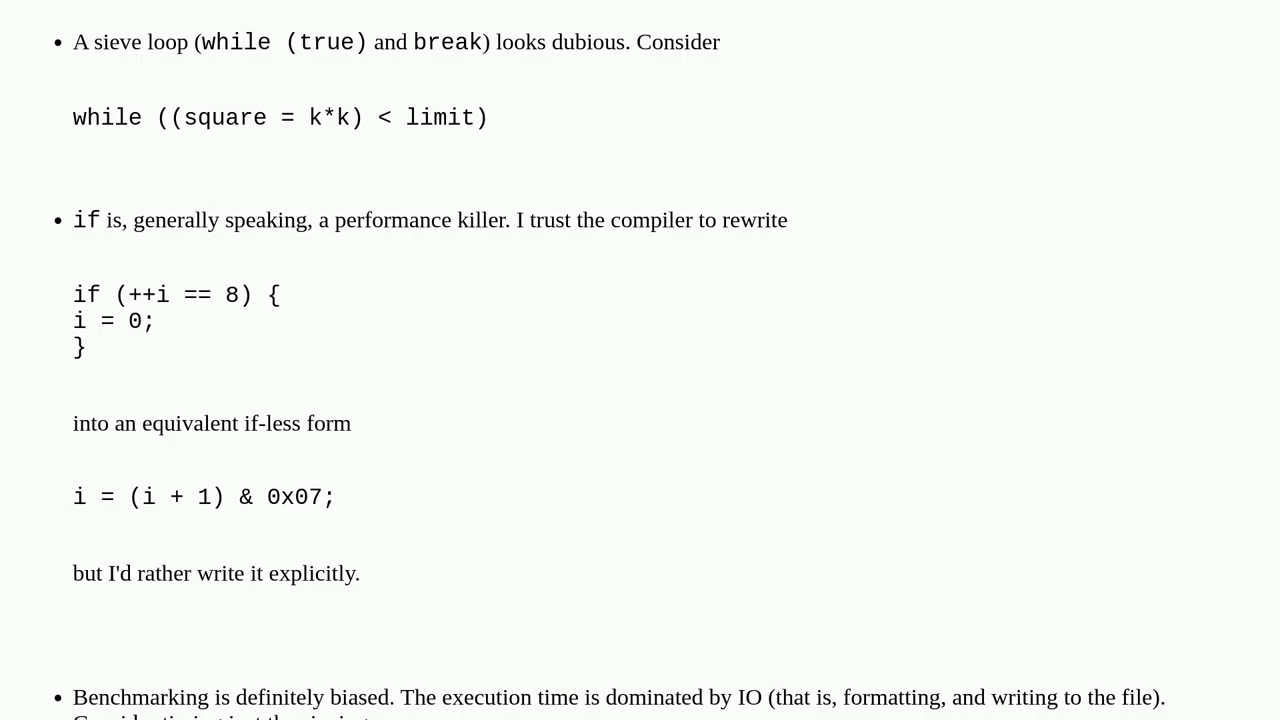 • A sieve loop (while (true) and break) looks dubious. Consider
while ((square = k*k) < limit)
• if is, generally speaking, a performance killer. I trust the compiler to rewrite
if (++i == 8) {
i = 0;
}
into an equivalent if-less form
i = (i + 1) & 0x07;
but I'd rather write it explicitly.
• Benchmarking is definitely biased. The execution time is dominated by IO (that is, formatting, and writing to the file).